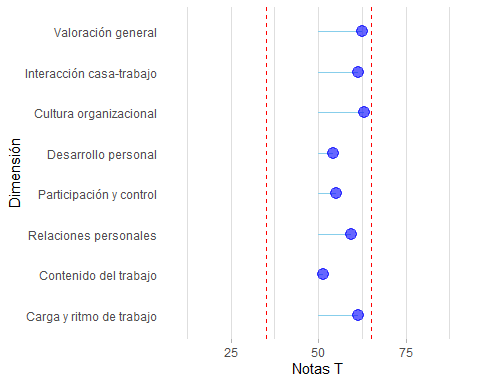 Valoración general
Interacción casa-trabajo
Cultura organizacional
Desarrollo personal
Participación y control
Relaciones personales
Contenido del trabajo
Carga y ritmo de trabajo
Dimensión
25 50 75
Notas T